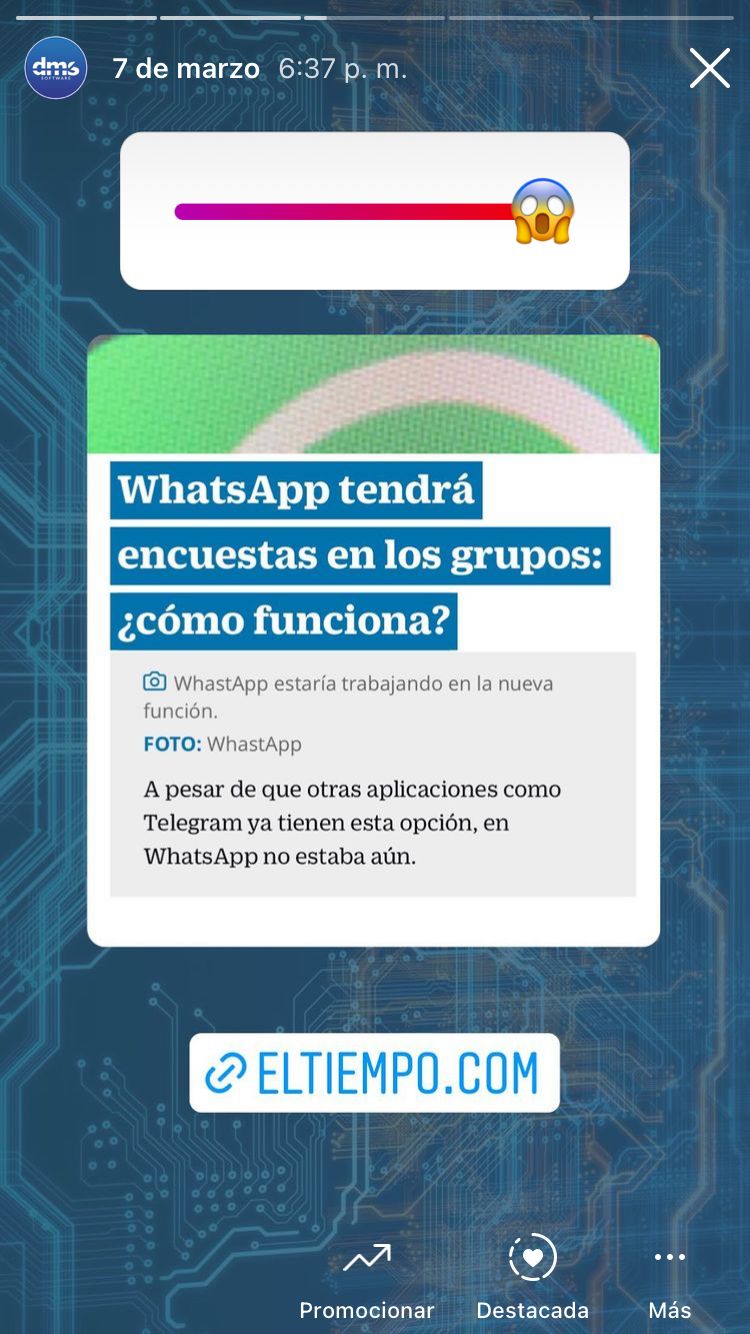 dms
SOFTWARE
7 de marzo 6:37 p. m.
WhatsApp tendrá
encuestas en los grupos:
¿cómo funciona?
WhastApp estaría trabajando en la nueva
función.
FOTO: WhastApp
A pesar de que otras aplicaciones como
Telegram ya tienen esta opción, en
WhatsApp no estaba aún.
ELTIEMPO.COM
Promocionar Destacada Más